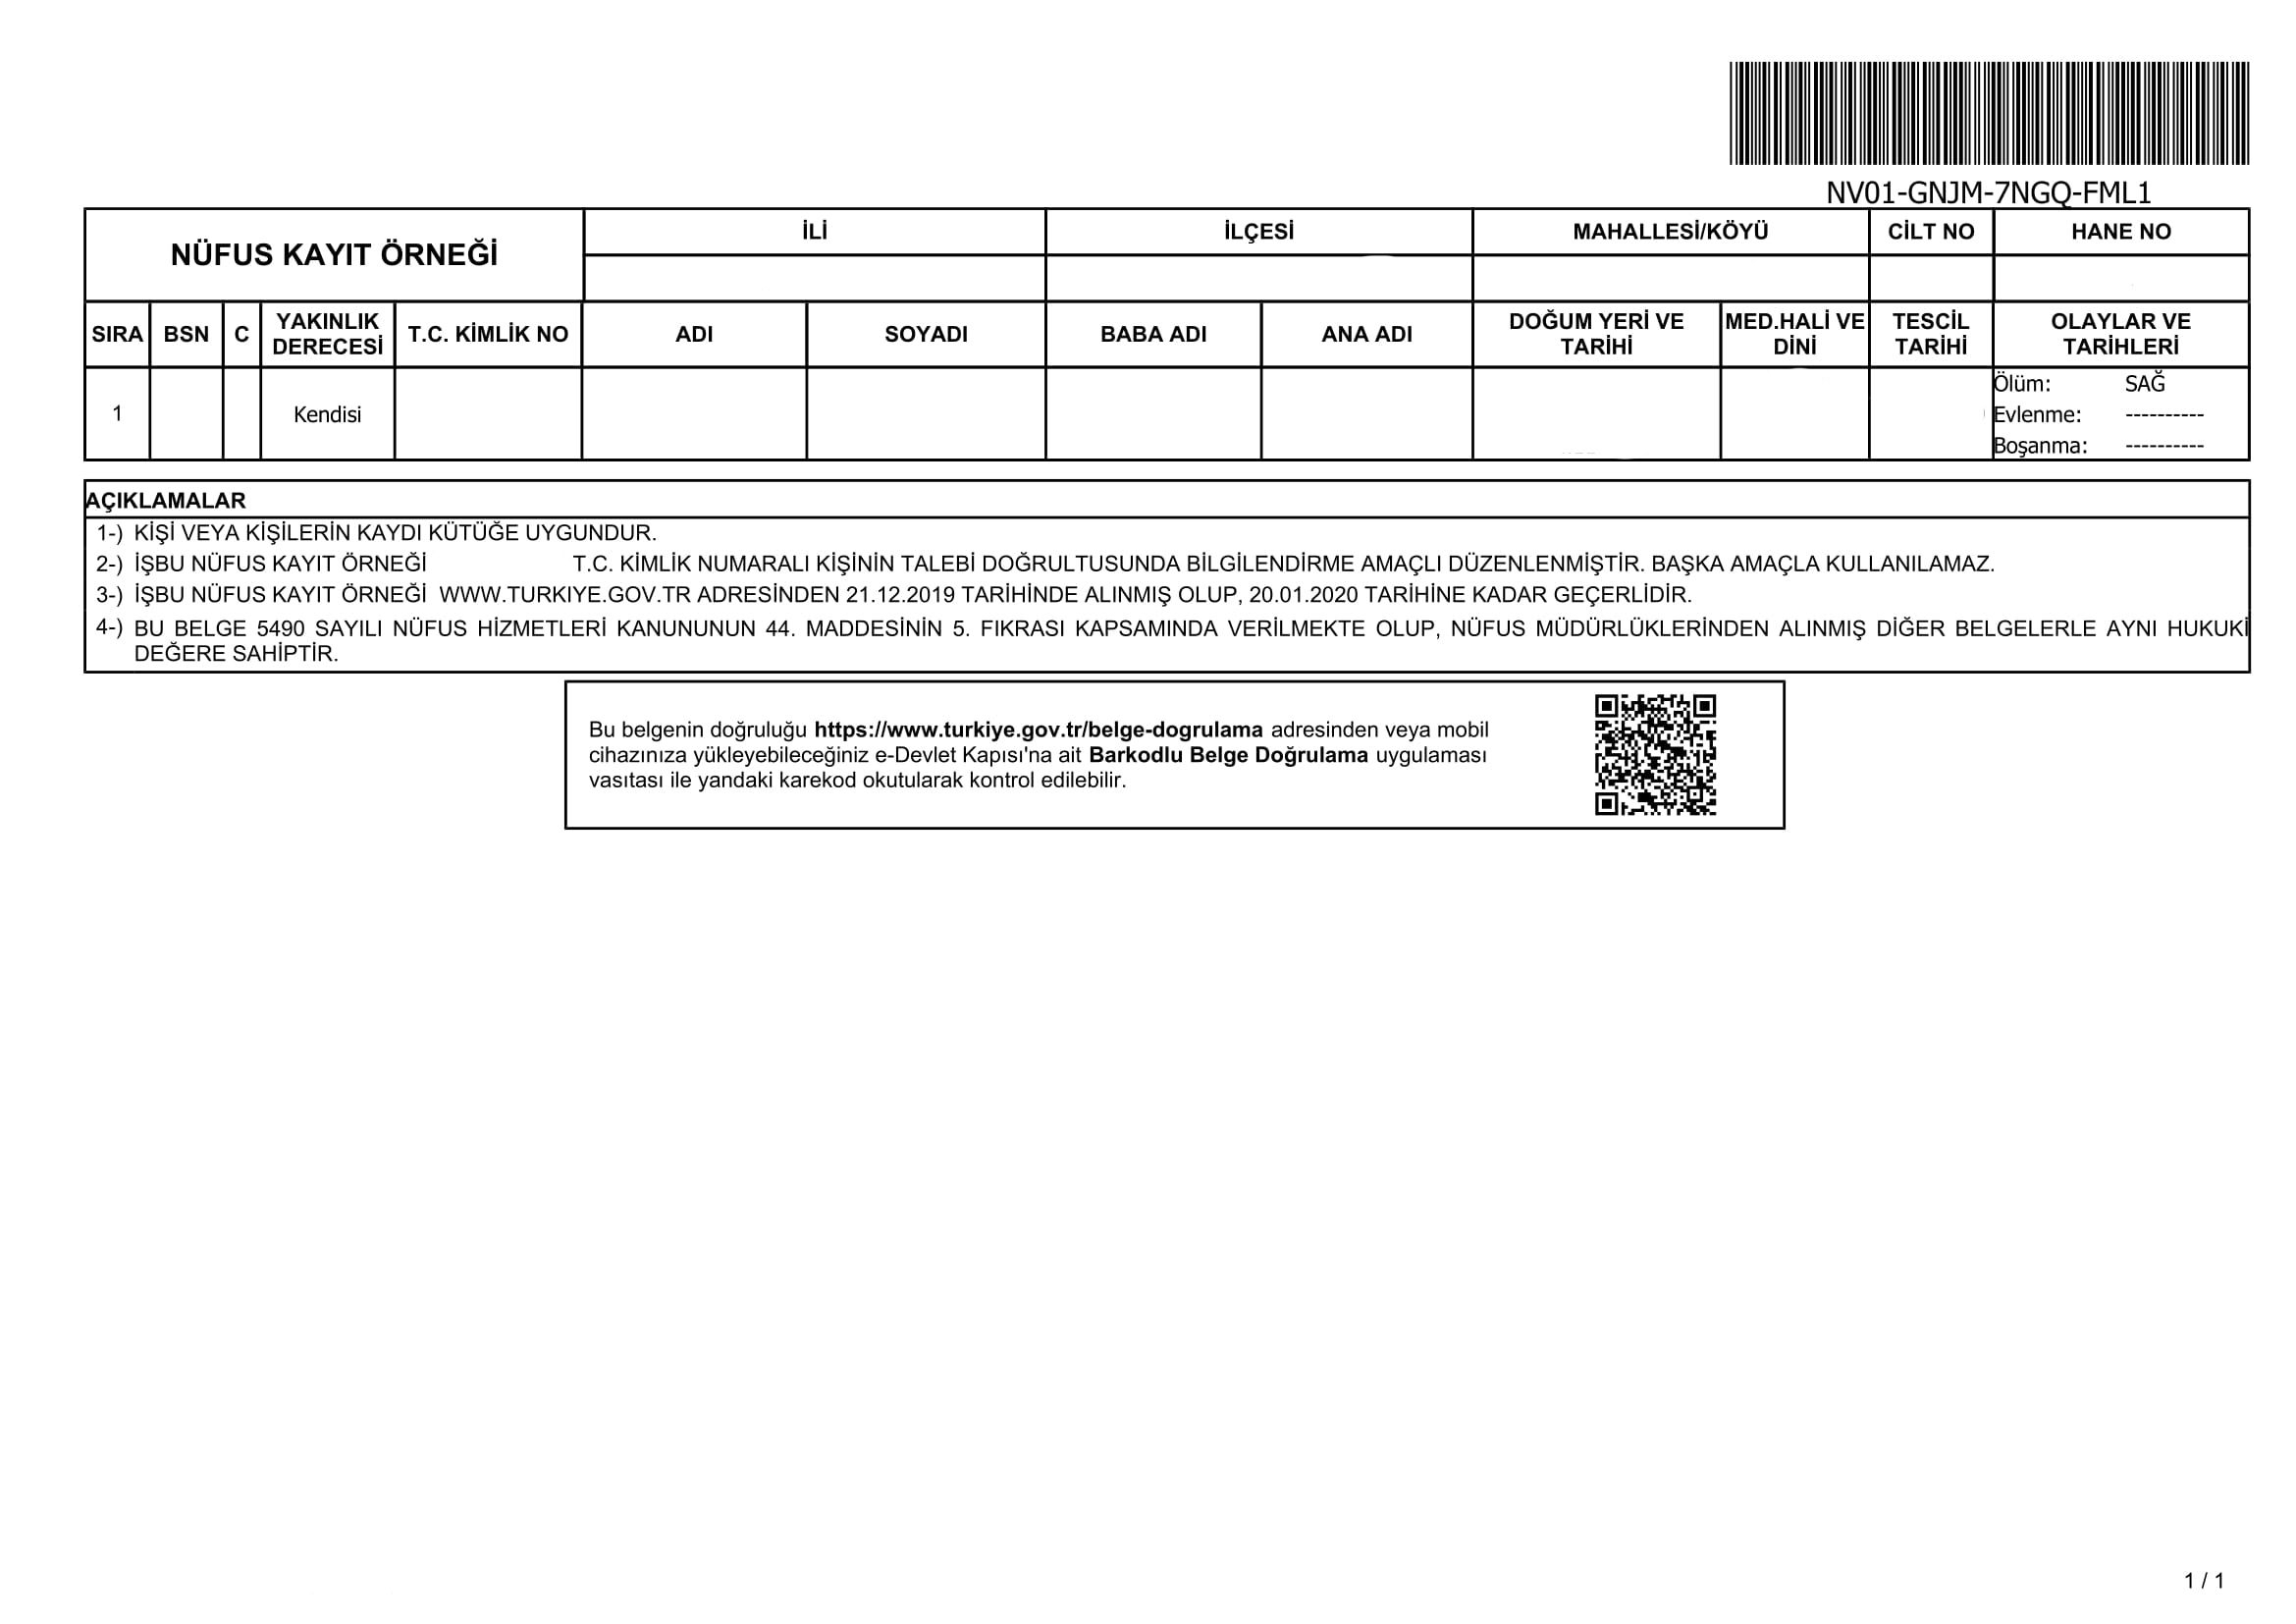 NV01-GNJM-7NGQ-FML1
NÜFUS KAYIT ÖRNEĞİ
İLİ İLÇESİ MAHALLESİ/KÖYÜ CİLT NO HANE NO
SIRA BSN C YAKINLIK DERECESİ T.C. KİMLİK NO ADI SOYADI BABA ADI ANA ADI DOĞUM YERİ VE TARİHİ MED.HALİ VE DİNİ TESCİL TARİHİ OLAYLAR VE TARİHLERİ
1 Kendisi
Ölüm: SAĞ
Evlenme: ----------
Boşanma: ----------
AÇIKLAMALAR
1-) KİŞİ VEYA KİŞİLERİN KAYDI KÜTÜĞE UYGUNDUR.
2-) İŞBU NÜFUS KAYIT ÖRNEĞİ T.C. KİMLİK NUMARALI KİŞİNİN TALEBİ DOĞRULTUSUNDA BİLGİLENDİRME AMAÇLI DÜZENLENMİŞTİR. BAŞKA AMAÇLA KULLANILAMAZ.
3-) İŞBU NÜFUS KAYIT ÖRNEĞİ WWW.TURKIYE.GOV.TR ADRESİNDEN 21.12.2019 TARİHİNDE ALINMIŞ OLUP, 20.01.2020 TARİHİNE KADAR GEÇERLİDİR.
4-) BU BELGE 5490 SAYILI NÜFUS HİZMETLERİ KANUNUNUN 44. MADDESİNİN 5. FIKRASI KAPSAMINDA VERİLMEKTE OLUP, NÜFUS MÜDÜRLÜKLERİNDEN ALINMIŞ DİĞER BELGELERLE AYNI HUKUKİ
DEĞERE SAHİPTİR.
Bu belgenin doğruluğu https://www.turkiye.gov.tr/belge-dogrulama adresinden veya mobil
cihazınıza yükleyebileceğiniz e-Devlet Kapısı'na ait Barkodlu Belge Doğrulama uygulaması
vasıtası ile yandaki karekod okutularak kontrol edilebilir.
1 / 1